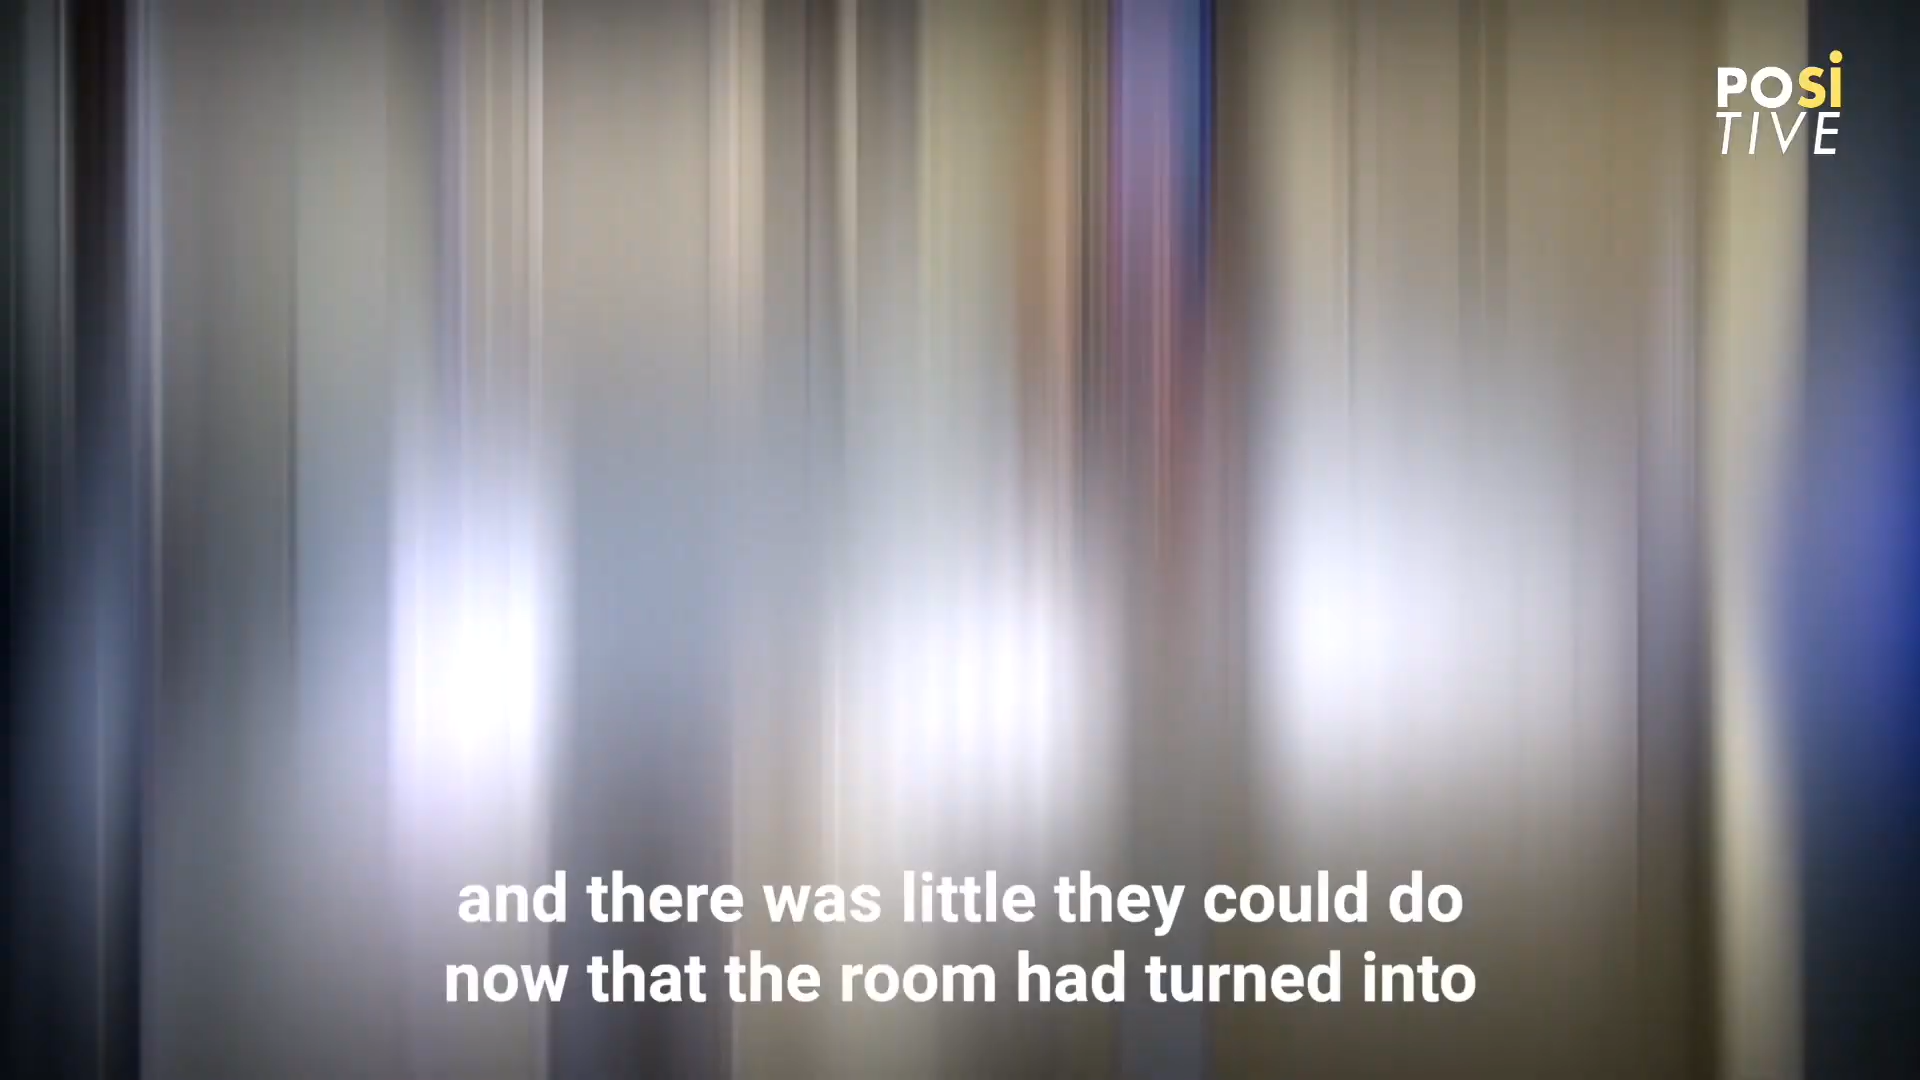 POSi
TIVE
and there was little they could do
now that the room had turned into